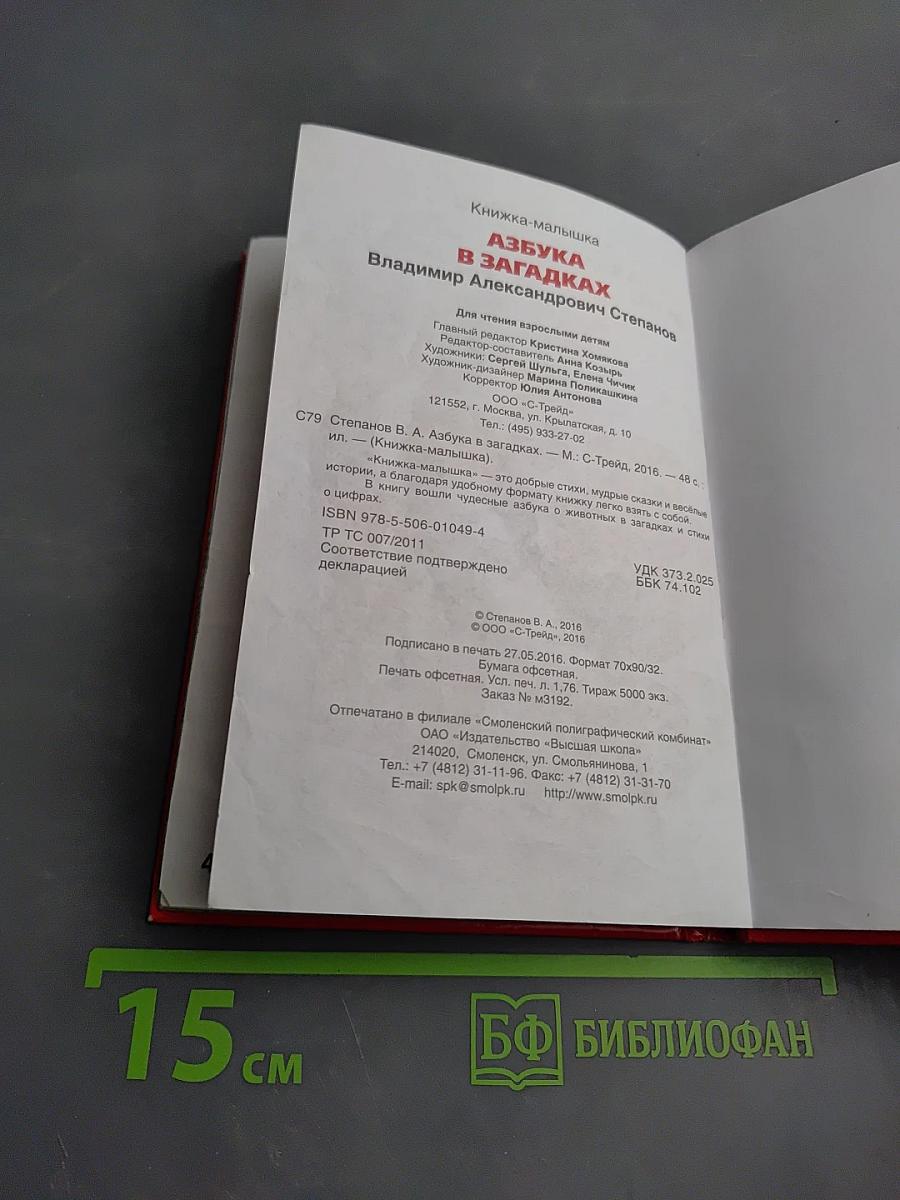 Книжка-малышка
АЗБУКА
В ЗАГАДКАХ
Владимир Александрович Степанов
Для чтения взрослыми детям
Главный редактор Кристина Хомякова
Редактор-составитель Анна Козырь
Художники: Сергей Шульга, Елена Чичик
Художник-дизайнер Марина Поликашкина
Корректор Юлия Антонова
ООО «С-Трейд»
121552, г. Москва, ул. Крылатская, д. 10
Тел.: (495) 933-27-02
С79 Степанов В. А. Азбука в загадках. — М.: С-Трейд, 2016. — 48 с. :
ил. — (Книжка-малышка).
«Книжка-малышка» — это добрые стихи, мудрые сказки и весёлые
истории, а благодаря удобному формату книжку легко взять с собой.
В книгу вошли чудесные азбука о животных в загадках и стихи
о цифрах.
ISBN 978-5-506-01049-4
ТР ТС 007/2011
Соответствие подтверждено
декларацией
УДК 373.2.025
ББК 74.102
© Степанов В. А., 2016
© ООО «С-Трейд», 2016
Подписано в печать 27.05.2016. Формат 70х90/32.
Бумага офсетная.
Печать офсетная. Усл. печ. л. 1,76. Тираж 5000 экз.
Заказ № м3192.
Отпечатано в филиале «Смоленский полиграфический комбинат»
ОАО «Издательство «Высшая школа»
214020, Смоленск, ул. Смольянинова, 1
Тел.: +7 (4812) 31-11-96. Факс: +7 (4812) 31-31-70
E-mail: spk@smolpk.ru http://www.smolpk.ru
4
15 см
БФ БИБЛИОФАН